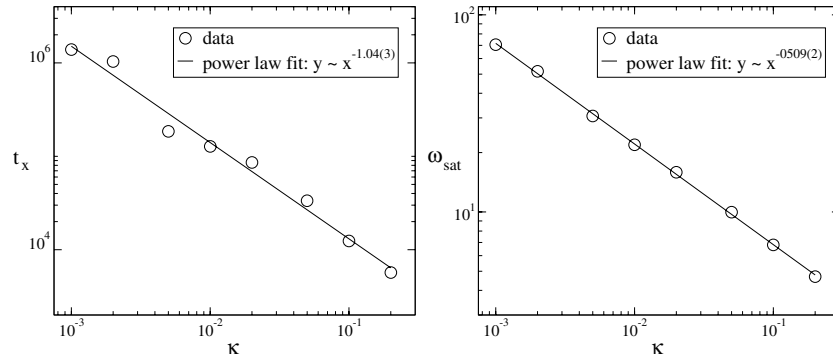 10^6
10^4
t_x
data
power law fit: y ~ x^-1.04(3)
10^-3
10^-2
10^-1
κ
10^2
10^1
ω_sat
data
power law fit: y ~ x^-0509(2)
10^-3
10^-2
10^-1
κ